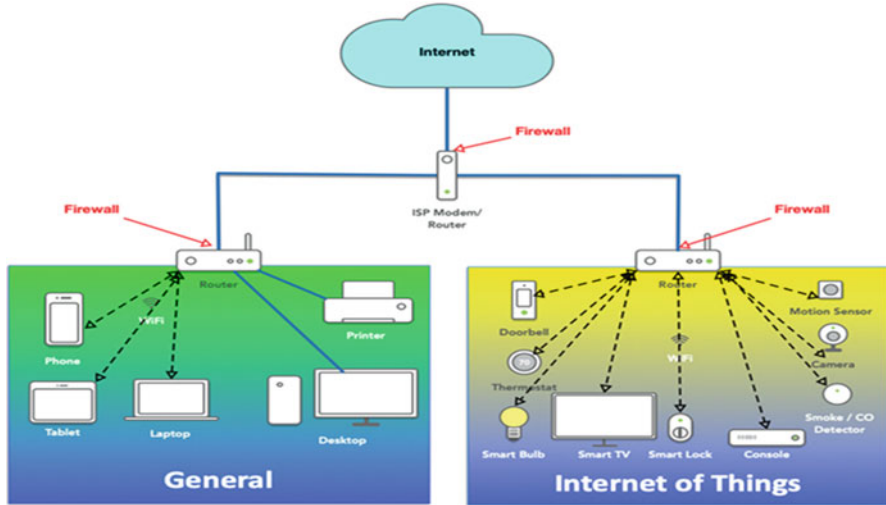 Internet
Firewall
ISP Modem/
Router
Firewall
Firewall
Router
Router
WiFi
Phone
Printer
Tablet
Laptop
Desktop
General
Doorbell
Motion Sensor
WiFi
Thermostat
70
Camera
Smoke / CO
Detector
Smart Bulb
Smart TV
Smart Lock
Console
Internet of Things